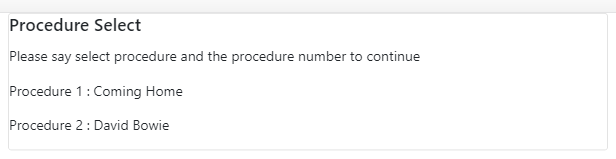 Procedure Select
Please say select procedure and the procedure number to continue
Procedure 1 : Coming Home
Procedure 2 : David Bowie